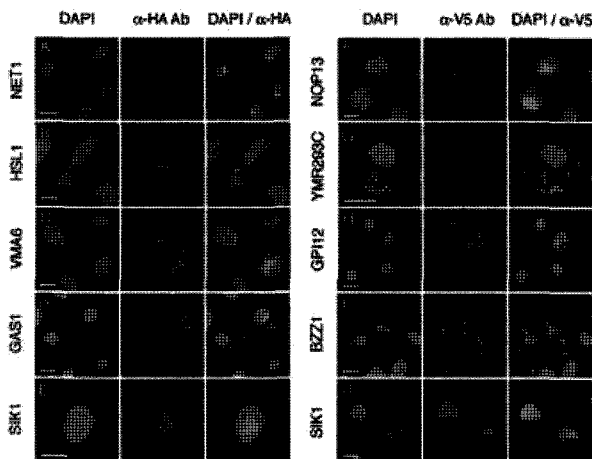 DAPI α-HA Ab DAPI / α-HA DAPI α-V5 Ab DAPI / α-V5
NET1 NOP13
HSL1 YMR293C
VMA6 GPI12
GAS1 BZZ1
SIK1 SIK1